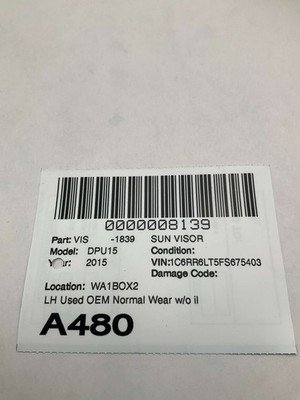 0000008139
Part: VIS -1839 SUN VISOR
Model: DPU15 Condition:
Year: 2015 VIN:1C6RR6LT5FS675403
Damage Code:
Location: WA1BOX2
LH Used OEM Normal Wear w/o il
A480